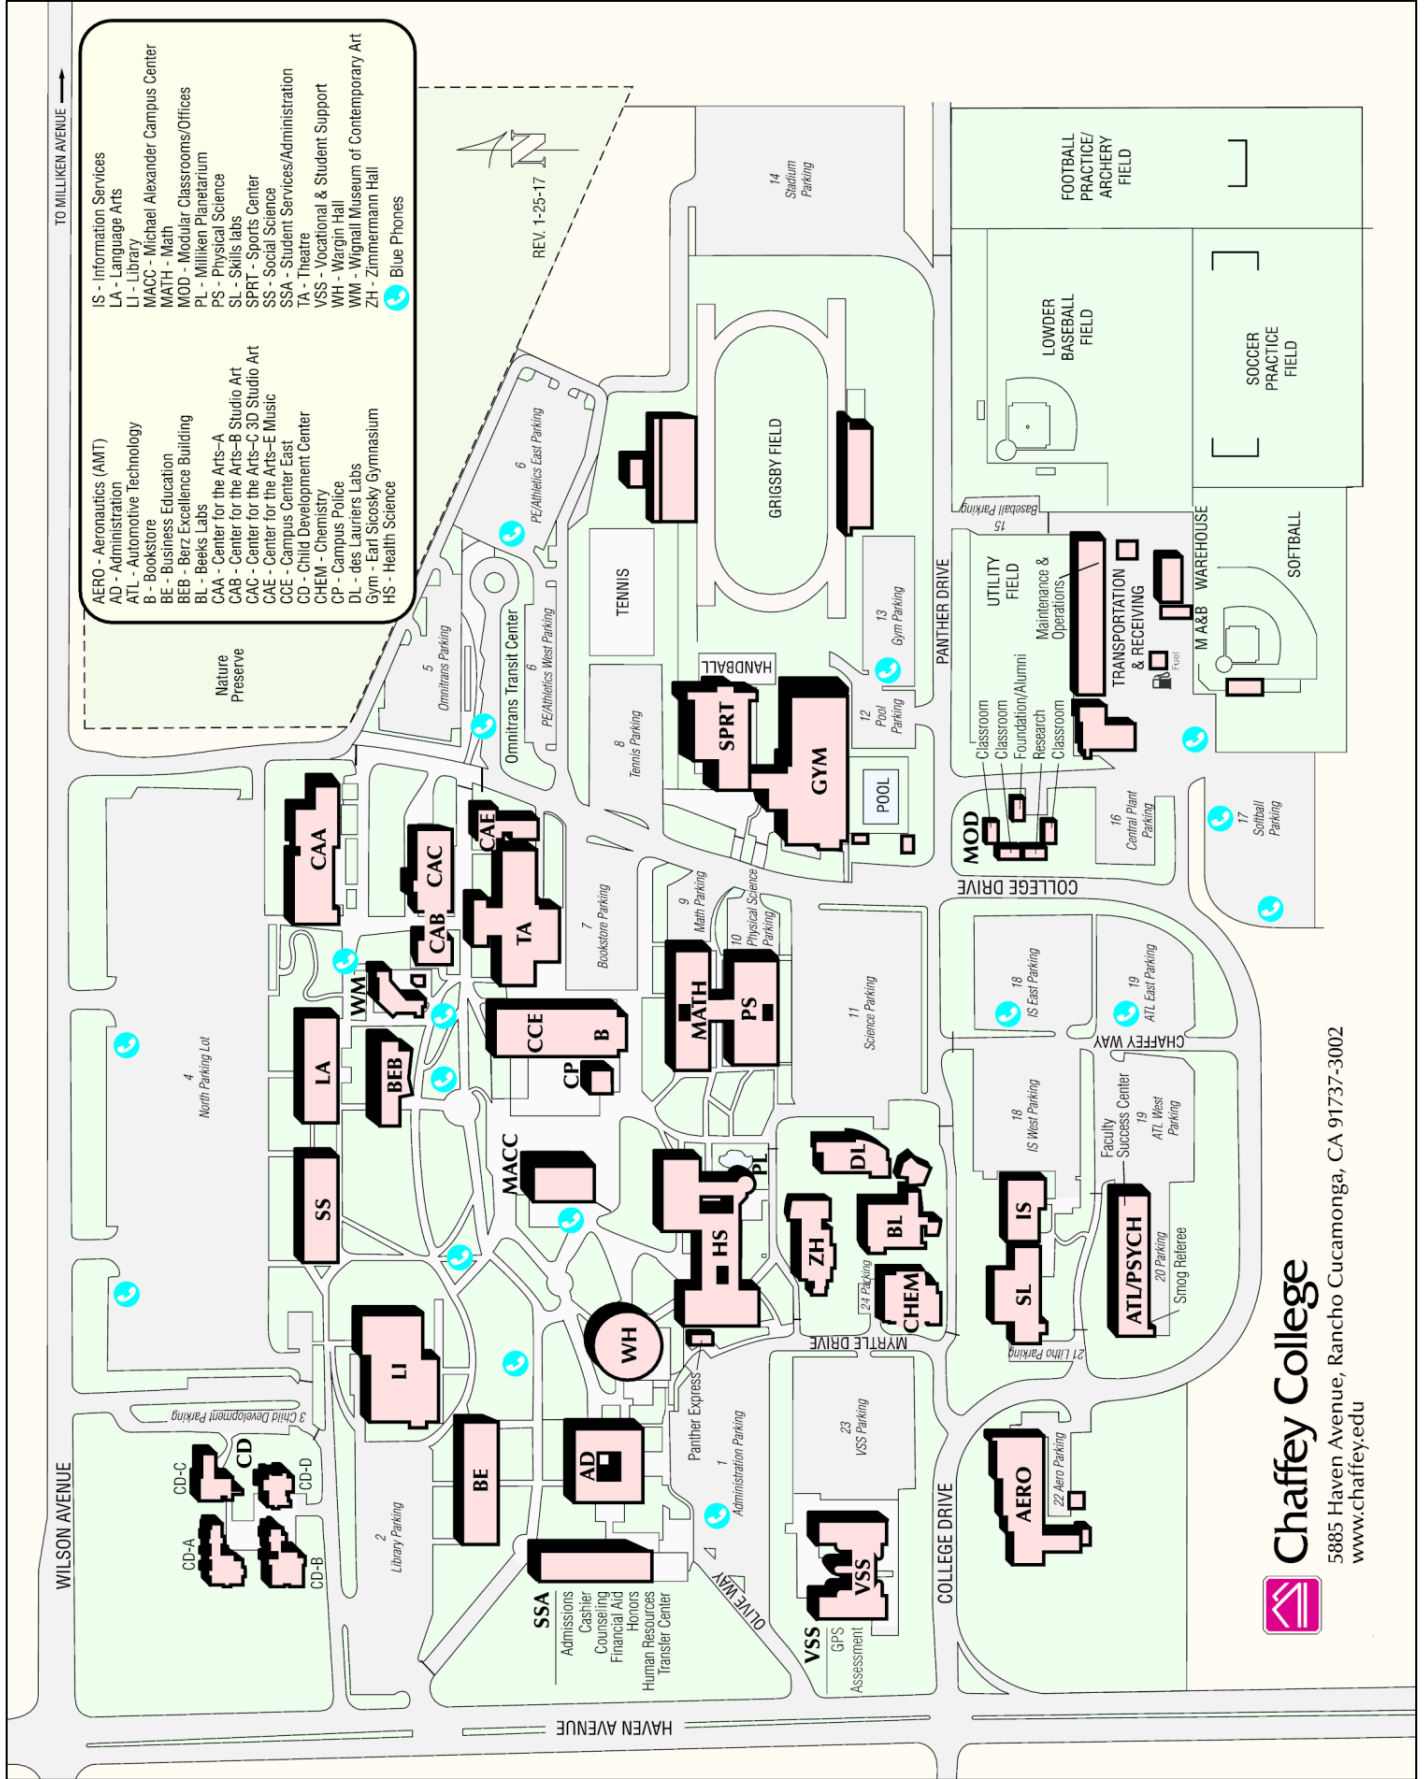 AERO - Aeronautics (AMT)
AD - Administration
ATL - Automotive Technology
B - Bookstore
BE - Business Education
BEB - Berz Excellence Building
BL - Beeks Labs
CAA - Center for the Arts–A
CAB - Center for the Arts–B Studio Art
CAC - Center for the Arts–C 3D Studio Art
CAE - Center for the Arts–E Music
CCE - Campus Center East
CD - Child Development Center
CHEM - Chemistry
CP - Campus Police
DL - des Lauriers Labs
Gym - Earl Sicosky Gymnasium
HS - Health Science
IS - Information Services
LA - Language Arts
LI - Library
MACC - Michael Alexander Campus Center
MATH - Math
MOD - Modular Classrooms/Offices
PL - Milliken Planetarium
PS - Physical Science
SL - Skills labs
SPRT - Sports Center
SS - Social Science
SSA - Student Services/Administration
TA - Theatre
VSS - Vocational & Student Support
WH - Wargin Hall
WM - Wignall Museum of Contemporary Art
ZH - Zimmermann Hall
Blue Phones
TO MILLIKEN AVENUE
WILSON AVENUE
Nature
Preserve
REV. 1-25-17
N
4
North Parking Lot
5
Omnitrans Parking
6
PE/Athletics East Parking
Omnitrans Transit Center
6
PE/Athletics West Parking
3 Child Development Parking
CD-C
CD
CD-D
CD-A
CD-B
SS
LA
CAA
WM
CAB
CAC
CAE
BEB
TA
LI
2
Library Parking
BE
MACC
CCE
B
CP
7
Bookstore Parking
8
Tennis Parking
TENNIS
SSA
Admissions
Cashier
Counseling
Financial Aid
Honors
Human Resources
Transfer Center
AD
WH
HS
PL
MATH
PS
9
Math Parking
10
Physical Science
Parking
SPRT
GYM
HANDBALL
GRIGSBY FIELD
14
Stadium
Parking
HAVEN AVENUE
Panther Express
1
Administration Parking
OLIVE WAY
MYRTLE DRIVE
ZH
DL
BL
CHEM
24 Parking
11
Science Parking
POOL
12
Pool
Parking
13
Gym Parking
23
VSS Parking
VSS
VSS
GPS
Assessment
COLLEGE DRIVE
PANTHER DRIVE
COLLEGE DRIVE
MOD
Classroom
Classroom
Foundation/Alumni
Research
Classroom
UTILITY
FIELD
15
Baseball Parking
Maintenance &
Operations
TRANSPORTATION
& RECEIVING
Fuel
M A&B WAREHOUSE
LOWDER
BASEBALL
FIELD
FOOTBALL
PRACTICE/
ARCHERY
FIELD
SOCCER
PRACTICE
FIELD
SOFTBALL
16
Central Plant
Parking
17
Softball
Parking
18
IS East Parking
18
IS West Parking
19
ATL East Parking
CHAFFEY WAY
19
ATL West
Parking
Faculty
Success Center
IS
SL
21 Litho Parking
ATL/PSYCH
20 Parking
Smog Referee
AERO
22 Aero Parking
Chaffey College
5885 Haven Avenue, Rancho Cucamonga, CA 91737-3002
www.chaffey.edu